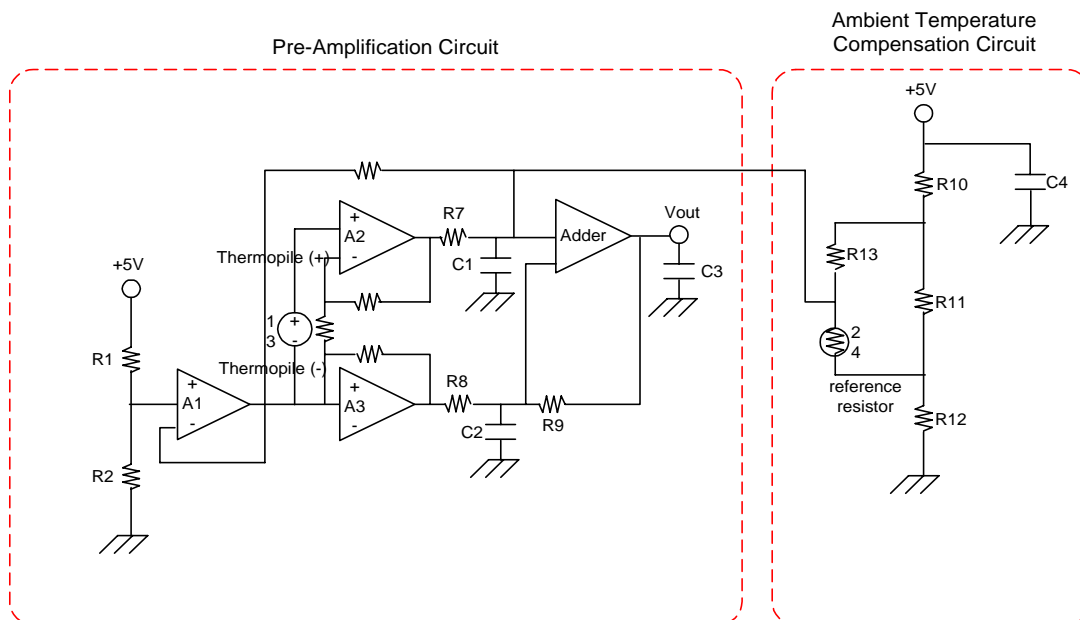 Pre-Amplification Circuit
Ambient Temperature
Compensation Circuit
+5V
R10
C4
R13
R11
2
4
reference
resistor
R12
+
A2
-
R7
C1
Adder
Vout
C3
Thermopile (+)
+5V
1
3
+
-
Thermopile (-)
R1
+
A1
-
+
A3
-
R8
C2
R9
R2